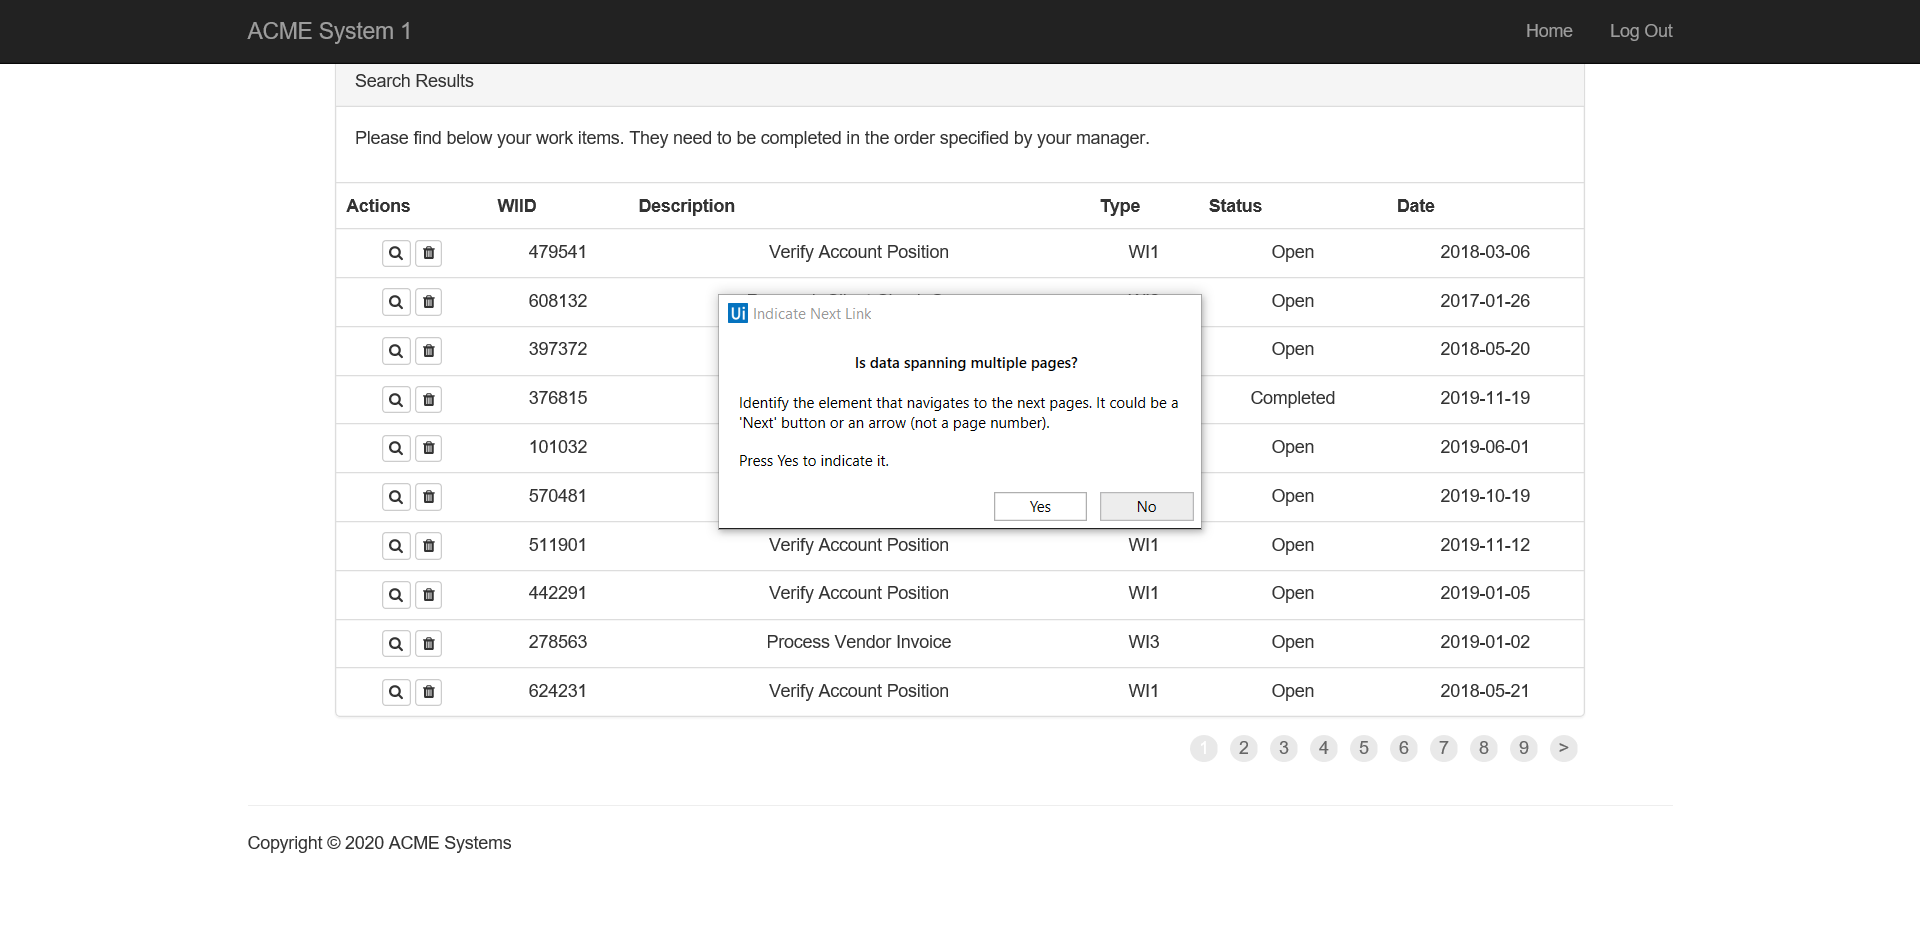 ACME System 1 Home Log Out
Search Results
Please find below your work items. They need to be completed in the order specified by your manager.
Actions WIID Description Type Status Date
479541 Verify Account Position WI1 Open 2018-03-06
608132 Open 2017-01-26
Ui Indicate Next Link
397372 Open 2018-05-20
Is data spanning multiple pages?
376815 Completed 2019-11-19
Identify the element that navigates to the next pages. It could be a
'Next' button or an arrow (not a page number).
101032 Open 2019-06-01
Press Yes to indicate it.
570481 Open 2019-10-19
Yes No
511901 Verify Account Position WI1 Open 2019-11-12
442291 Verify Account Position WI1 Open 2019-01-05
278563 Process Vendor Invoice WI3 Open 2019-01-02
624231 Verify Account Position WI1 Open 2018-05-21
1 2 3 4 5 6 7 8 9 >
Copyright © 2020 ACME Systems